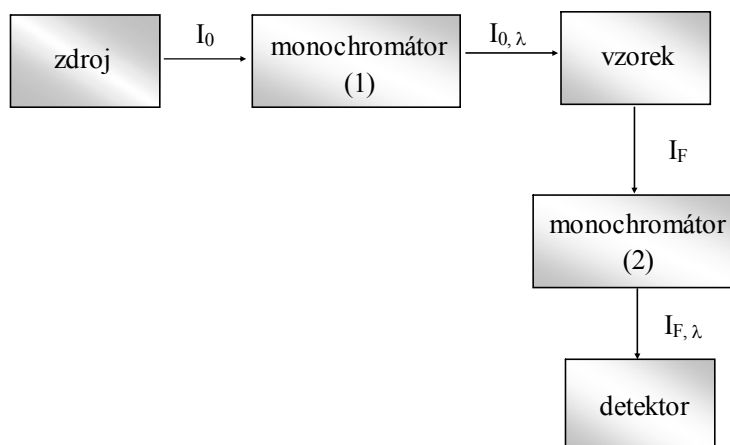 zdroj
I0
monochromátor
(1)
I0, λ
vzorek
IF
monochromátor
(2)
IF, λ
detektor